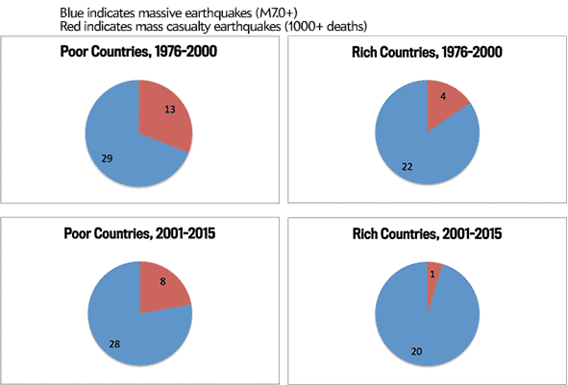 Blue indicates massive earthquakes (M7.0+)
Red indicates mass casualty earthquakes (1000+ deaths)
Poor Countries, 1976-2000
13
29
Rich Countries, 1976-2000
4
22
Poor Countries, 2001-2015
8
28
Rich Countries, 2001-2015
1
20